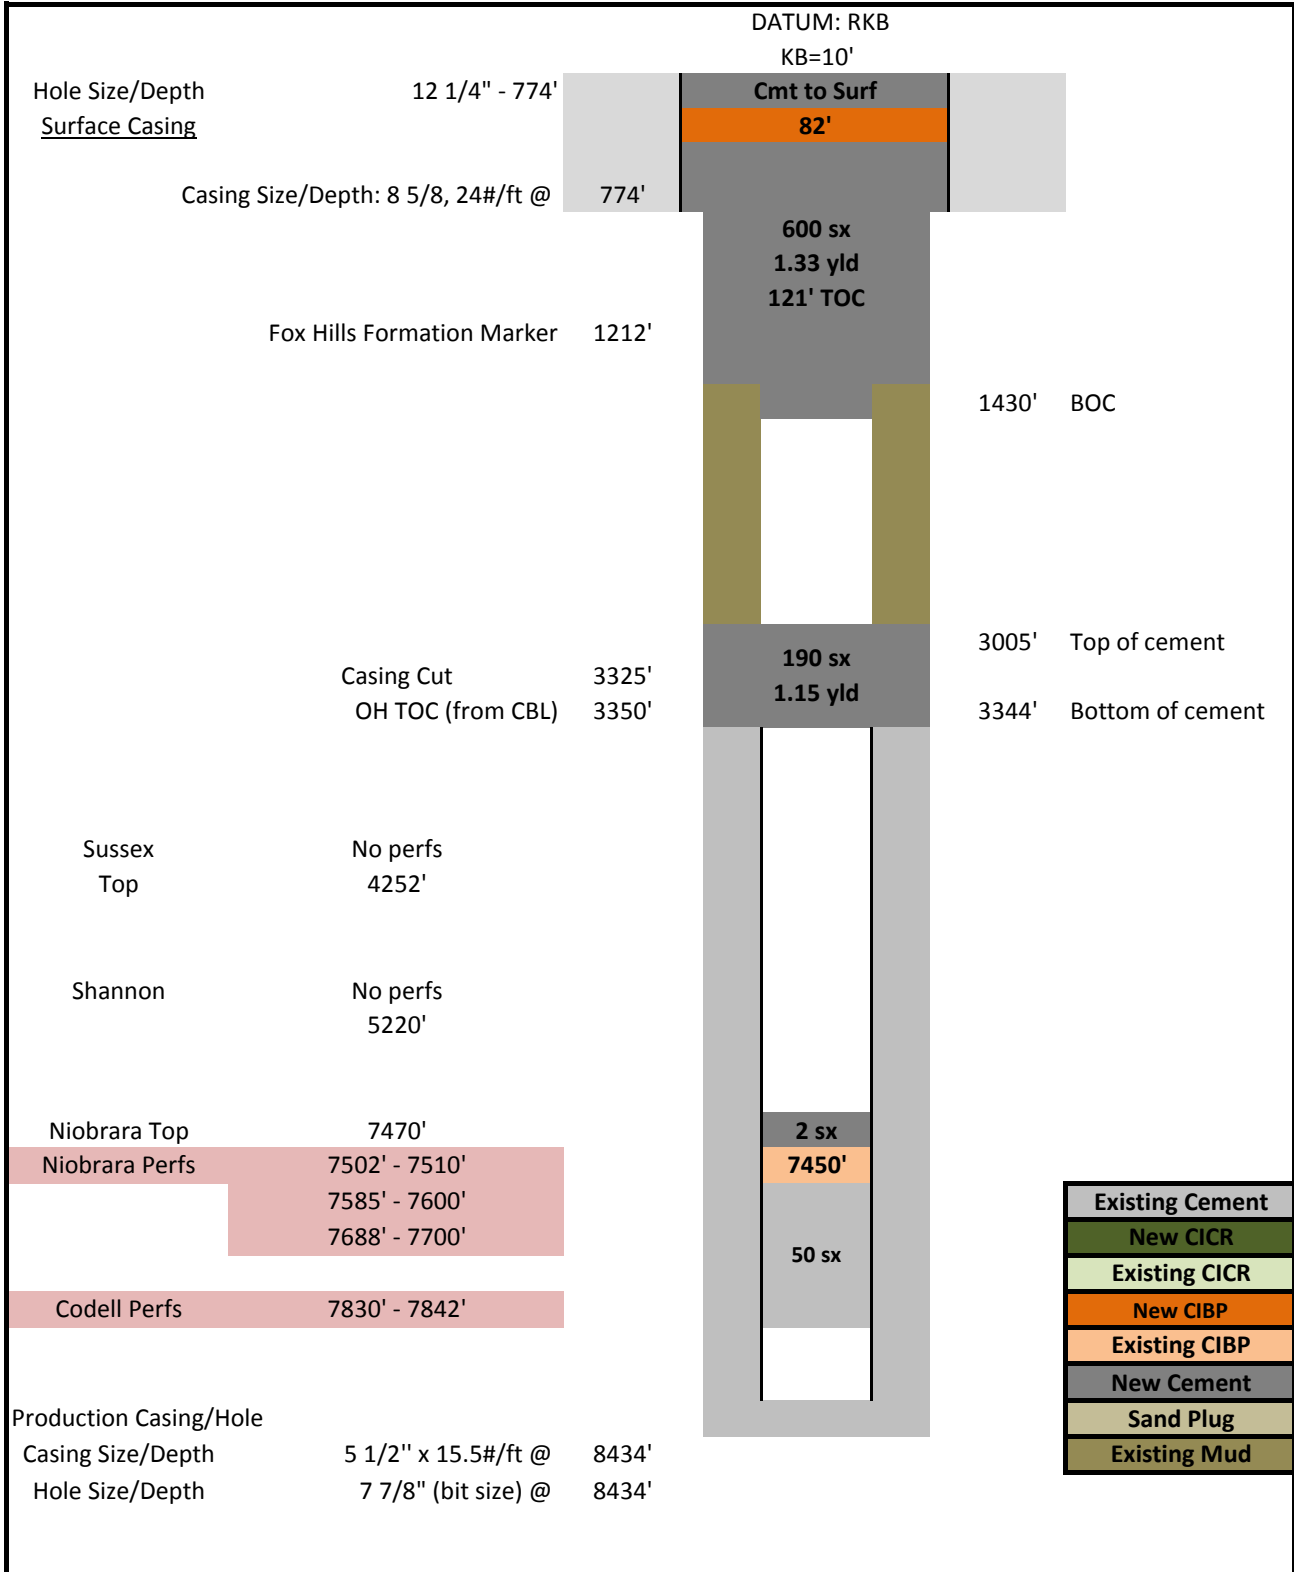 DATUM: RKB
KB=10'
Hole Size/Depth 12 1/4" - 774' Cmt to Surf
Surface Casing 82'
Casing Size/Depth: 8 5/8, 24#/ft @ 774'
600 sx
1.33 yld
121' TOC
Fox Hills Formation Marker 1212'
1430' BOC
3005' Top of cement
190 sx
Casing Cut 3325'
1.15 yld
OH TOC (from CBL) 3350' 3344' Bottom of cement
Sussex No perfs
Top 4252'
Shannon No perfs
5220'
Niobrara Top 7470' 2 sx
Niobrara Perfs 7502' - 7510' 7450'
7585' - 7600' Existing Cement
7688' - 7700' New CICR
50 sx
Existing CICR
Codell Perfs 7830' - 7842' New CIBP
Existing CIBP
New Cement
Production Casing/Hole Sand Plug
Casing Size/Depth 5 1/2'' x 15.5#/ft @ 8434' Existing Mud
Hole Size/Depth 7 7/8" (bit size) @ 8434'